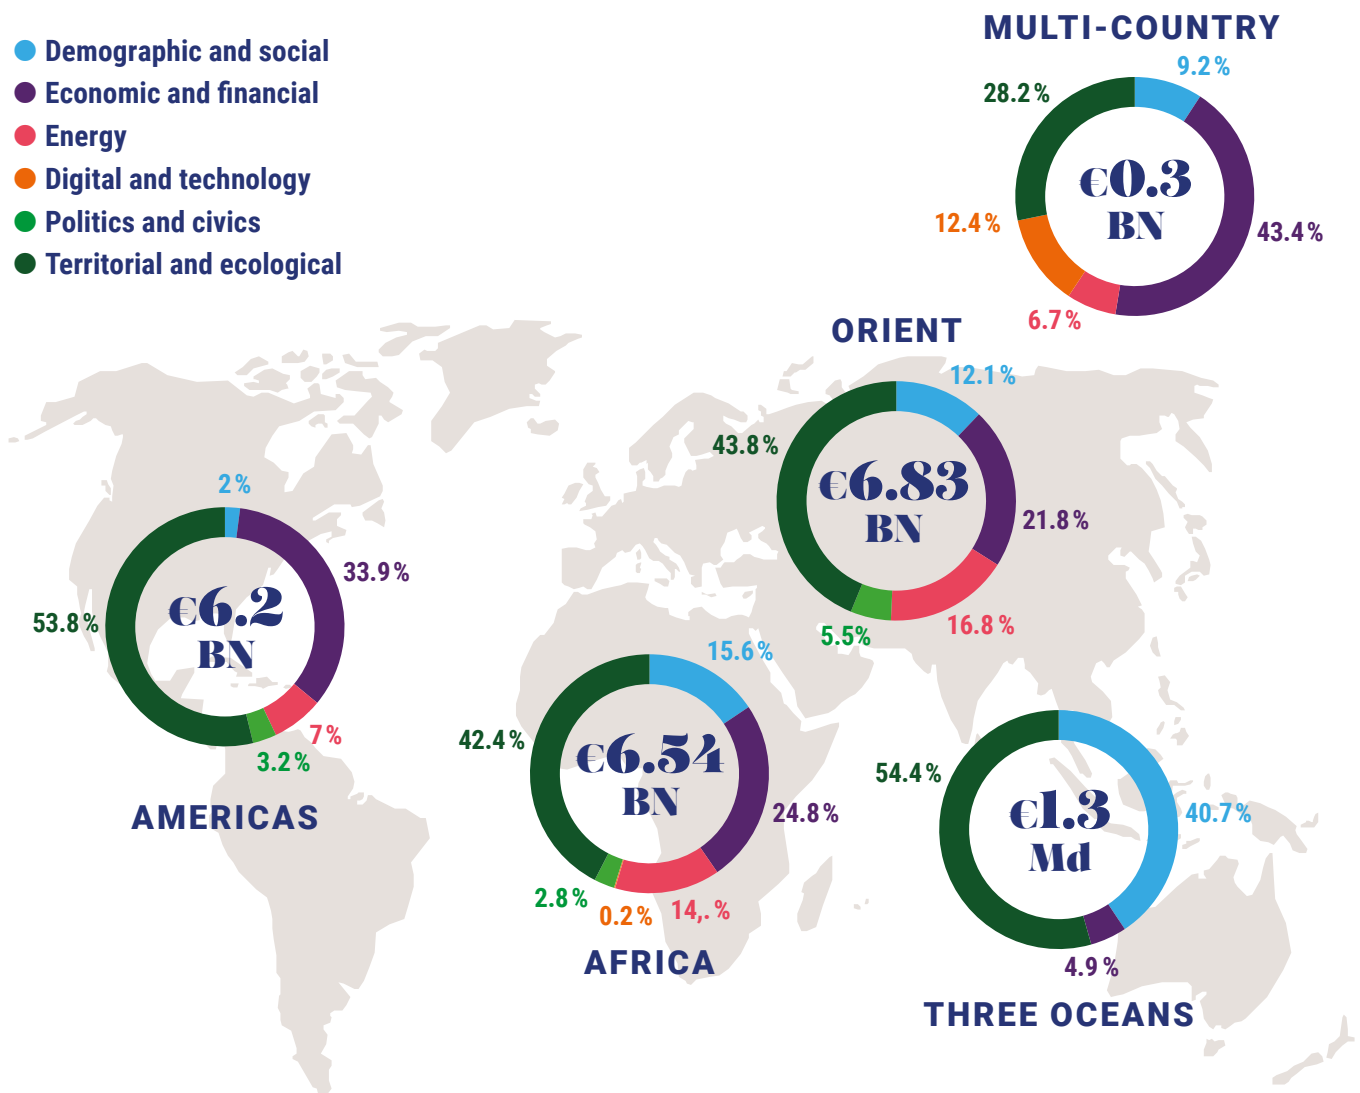 Demographic and social
Economic and financial
Energy
Digital and technology
Politics and civics
Territorial and ecological
MULTI-COUNTRY
9.2 %
28.2 %
€0.3
BN
12.4 %
43.4 %
6.7 %
ORIENT
12.1 %
43.8 %
€6.83
BN
21.8 %
16.8 %
5.5%
2 %
33.9 %
€6.2
BN
53.8 %
7 %
3.2 %
AMERICAS
15.6 %
42.4 %
€6.54
BN
24.8 %
2.8 %
0.2 %
14,. %
AFRICA
54.4 %
€1.3
Md
40.7 %
4.9 %
THREE OCEANS